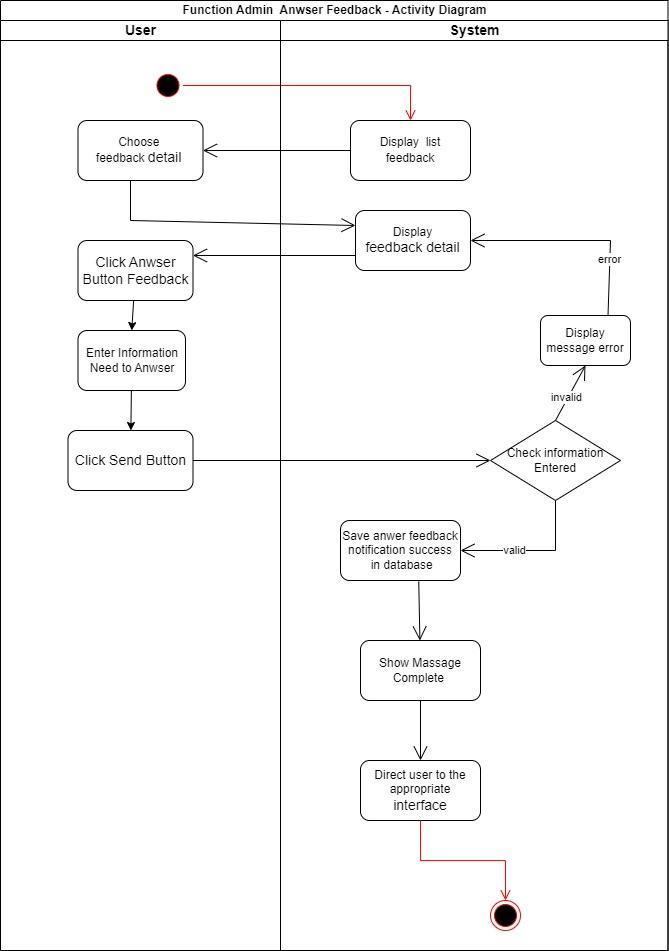 Function Admin  Anwser Feedback - Activity Diagram
User
System
Choose
feedback detail
Display  list
feedback
Display
feedback detail
Click Anwser
Button Feedback
error
Display
message error
Enter Information
Need to Anwser
invalid
Click Send Button
Check information
Entered
Save anwer feedback
notification success
in database
valid
Show Massage
Complete
Direct user to the
appropriate
interface